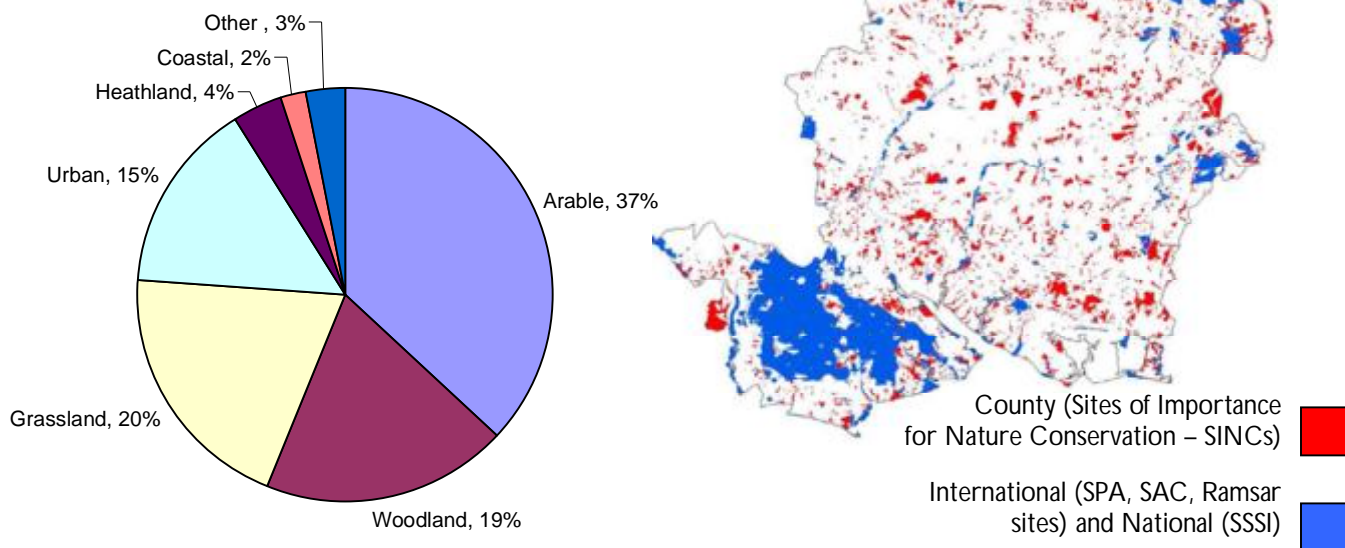 Other , 3%
Coastal, 2%
Heathland, 4%
Urban, 15%
Arable, 37%
Grassland, 20%
Woodland, 19%
County (Sites of Importance
for Nature Conservation – SINCs)
International (SPA, SAC, Ramsar
sites) and National (SSSI)